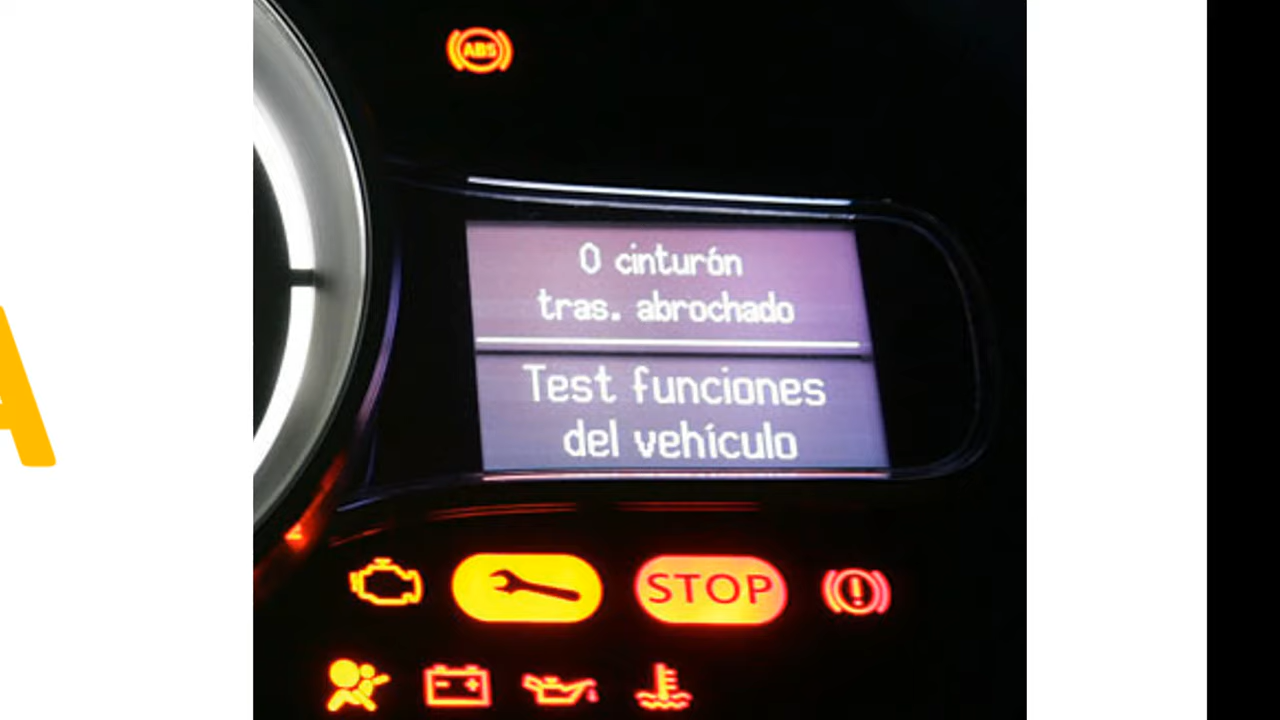 A
ABS
0 cinturón
tras. abrochado
Test funciones
del vehículo
STOP